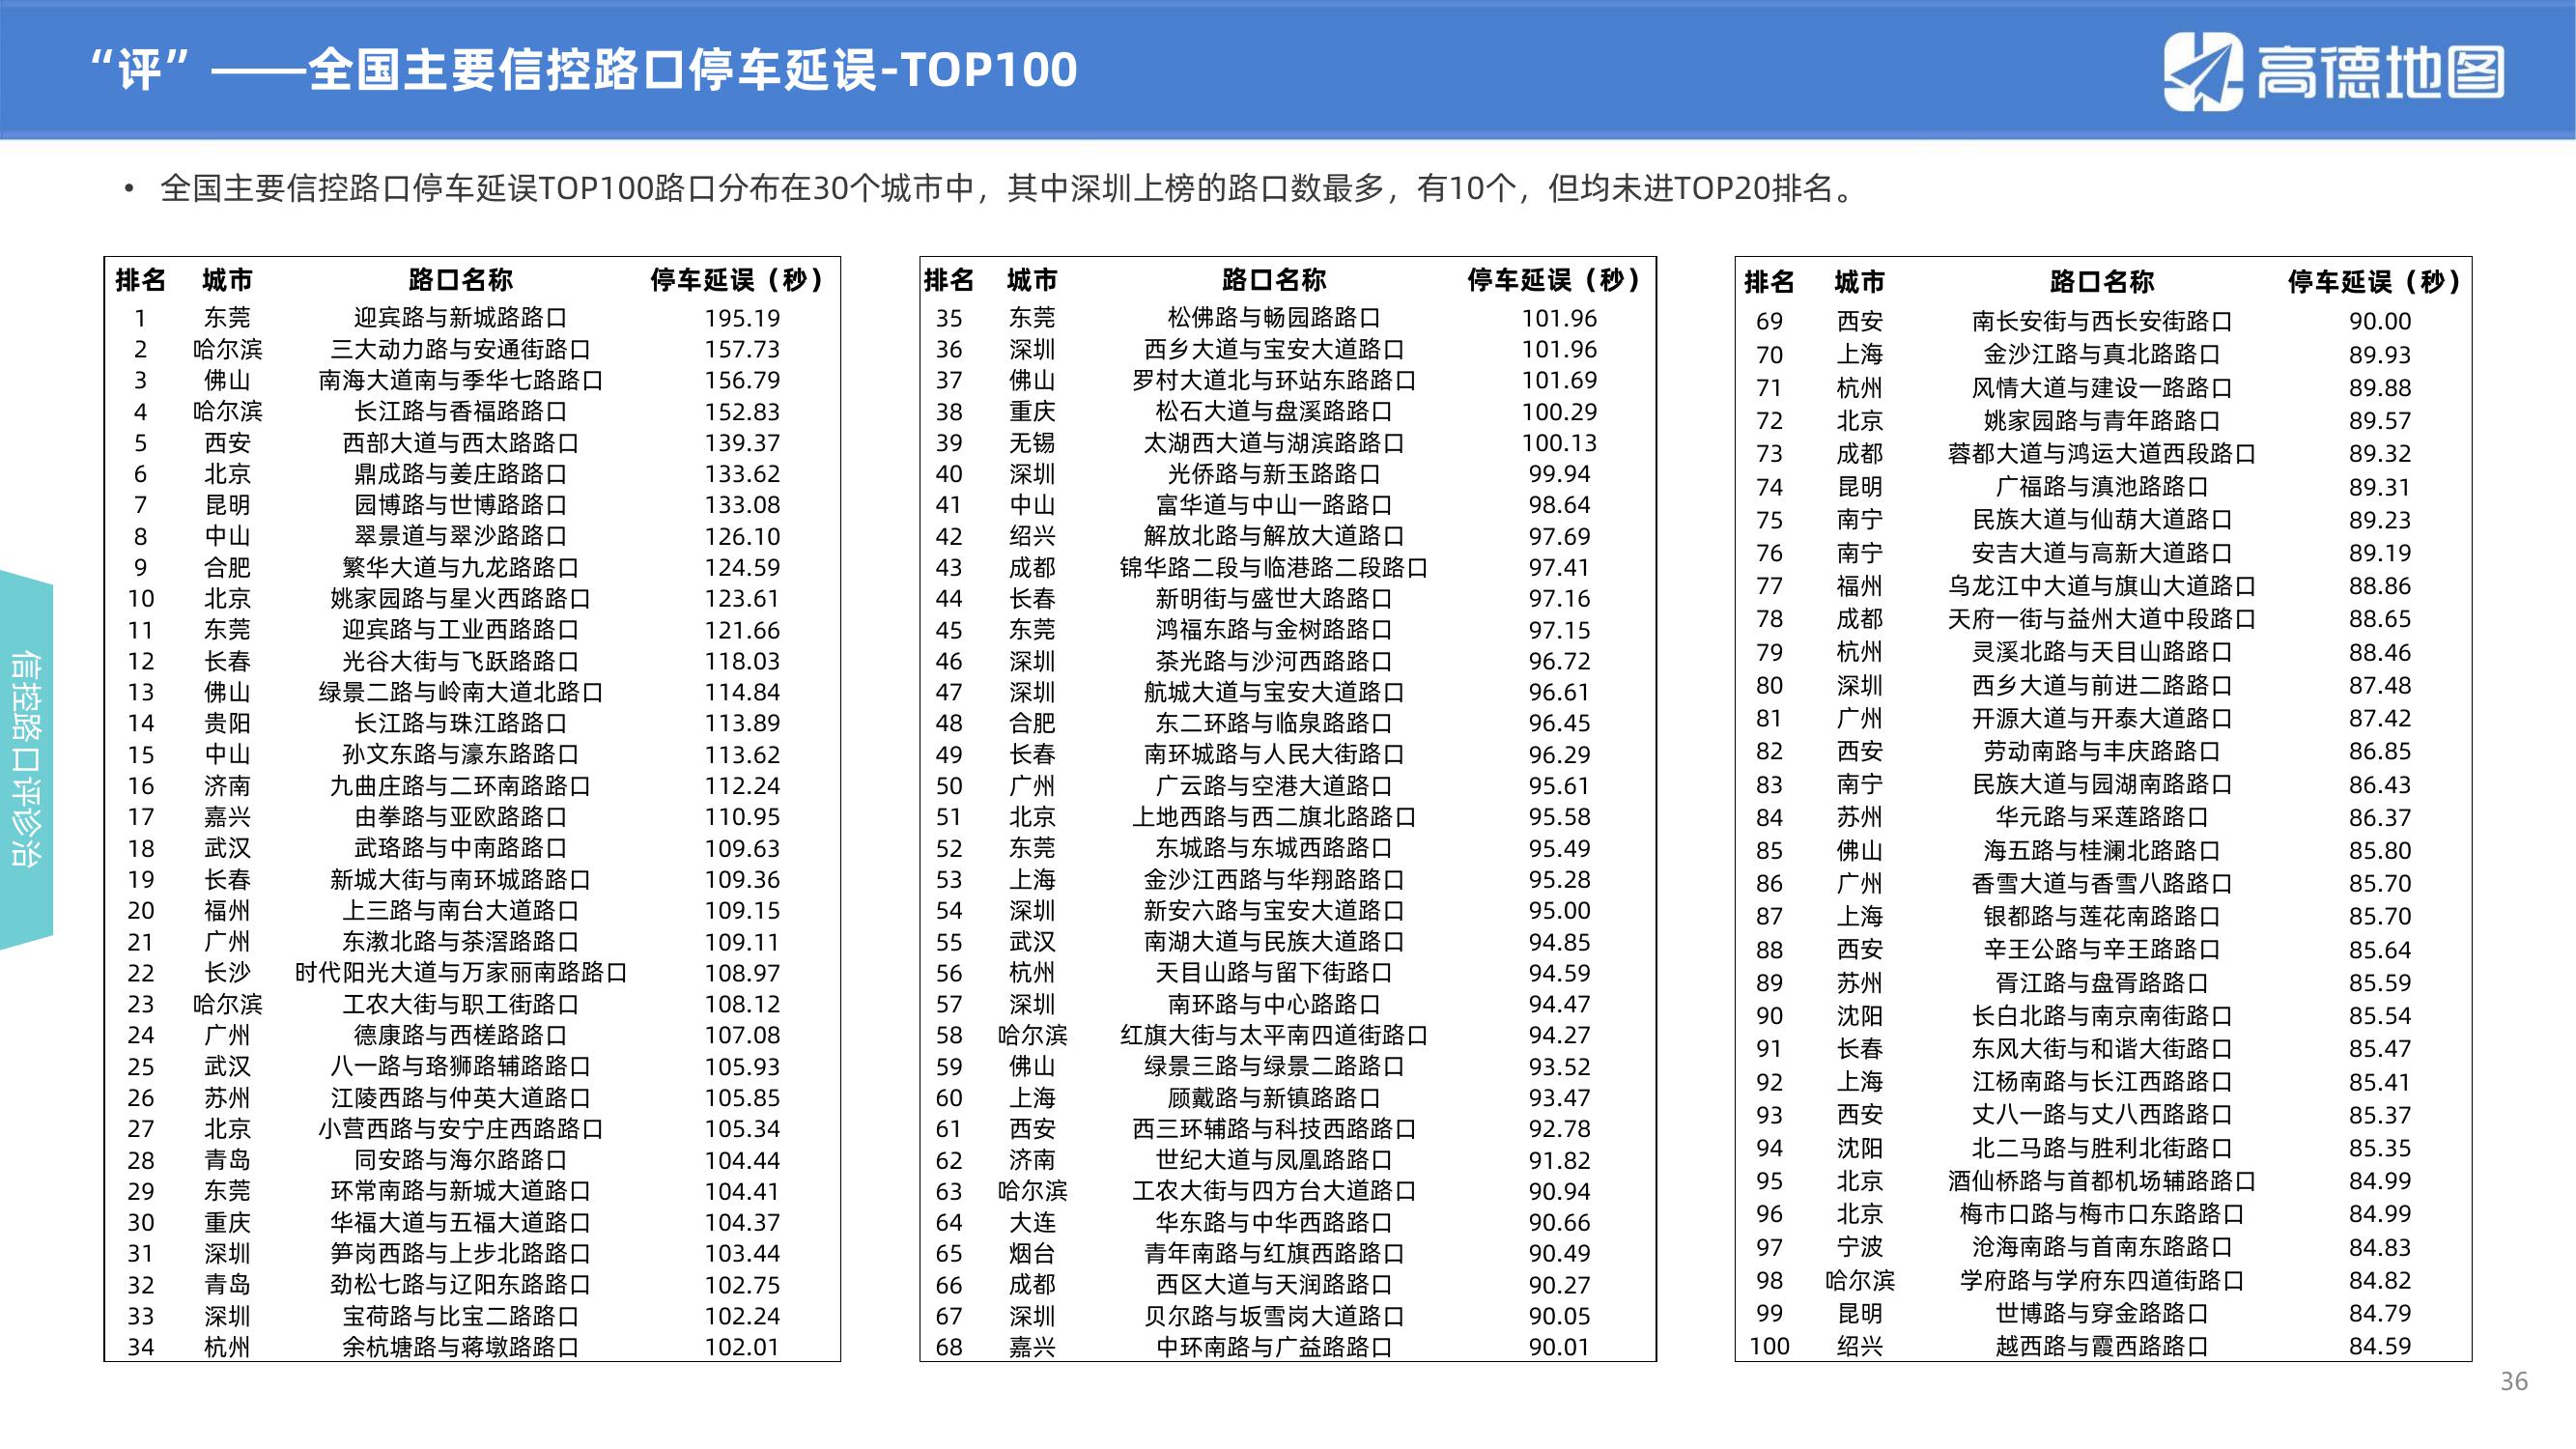 “评”——全国主要信控路口停车延误-TOP100
高德地图
• 全国主要信控路口停车延误TOP100路口分布在30个城市中，其中深圳上榜的路口数最多，有10个，但均未进TOP20排名。
信控路口评诊治
排名 城市 路口名称 停车延误（秒）
1 东莞 迎宾路与新城路路口 195.19
2 哈尔滨 三大动力路与安通街路口 157.73
3 佛山 南海大道南与季华七路路口 156.79
4 哈尔滨 长江路与香福路路口 152.83
5 西安 西部大道与西太路路口 139.37
6 北京 鼎成路与姜庄路路口 133.62
7 昆明 园博路与世博路路口 133.08
8 中山 翠景道与翠沙路路口 126.10
9 合肥 繁华大道与九龙路路口 124.59
10 北京 姚家园路与星火西路路口 123.61
11 东莞 迎宾路与工业西路路口 121.66
12 长春 光谷大街与飞跃路路口 118.03
13 佛山 绿景二路与岭南大道北路口 114.84
14 贵阳 长江路与珠江路路口 113.89
15 中山 孙文东路与濠东路路口 113.62
16 济南 九曲庄路与二环南路路口 112.24
17 嘉兴 由拳路与亚欧路路口 110.95
18 武汉 武珞路与中南路路口 109.63
19 长春 新城大街与南环城路路口 109.36
20 福州 上三路与南台大道路口 109.15
21 广州 东漖北路与茶滘路路口 109.11
22 长沙 时代阳光大道与万家丽南路路口 108.97
23 哈尔滨 工农大街与职工街路口 108.12
24 广州 德康路与西槎路路口 107.08
25 武汉 八一路与珞狮路辅路路口 105.93
26 苏州 江陵西路与仲英大道路口 105.85
27 北京 小营西路与安宁庄西路路口 105.34
28 青岛 同安路与海尔路路口 104.44
29 东莞 环常南路与新城大道路口 104.41
30 重庆 华福大道与五福大道路口 104.37
31 深圳 笋岗西路与上步北路路口 103.44
32 青岛 劲松七路与辽阳东路路口 102.75
33 深圳 宝荷路与比宝二路路口 102.24
34 杭州 余杭塘路与蒋墩路路口 102.01
排名 城市 路口名称 停车延误（秒）
35 东莞 松佛路与畅园路路口 101.96
36 深圳 西乡大道与宝安大道路口 101.96
37 佛山 罗村大道北与环站东路路口 101.69
38 重庆 松石大道与盘溪路路口 100.29
39 无锡 太湖西大道与湖滨路路口 100.13
40 深圳 光侨路与新玉路路口 99.94
41 中山 富华道与中山一路路口 98.64
42 绍兴 解放北路与解放大道路口 97.69
43 成都 锦华路二段与临港路二段路口 97.41
44 长春 新明街与盛世大路路口 97.16
45 东莞 鸿福东路与金树路路口 97.15
46 深圳 茶光路与沙河西路路口 96.72
47 深圳 航城大道与宝安大道路口 96.61
48 合肥 东二环路与临泉路路口 96.45
49 长春 南环城路与人民大街路口 96.29
50 广州 广云路与空港大道路口 95.61
51 北京 上地西路与西二旗北路路口 95.58
52 东莞 东城路与东城西路路口 95.49
53 上海 金沙江西路与华翔路路口 95.28
54 深圳 新安六路与宝安大道路口 95.00
55 武汉 南湖大道与民族大道路口 94.85
56 杭州 天目山路与留下街路口 94.59
57 深圳 南环路与中心路路口 94.47
58 哈尔滨 红旗大街与太平南四道街路口 94.27
59 佛山 绿景三路与绿景二路路口 93.52
60 上海 顾戴路与新镇路路口 93.47
61 西安 西三环辅路与科技西路路口 92.78
62 济南 世纪大道与凤凰路路口 91.82
63 哈尔滨 工农大街与四方台大道路口 90.94
64 大连 华东路与中华西路路口 90.66
65 烟台 青年南路与红旗西路路口 90.49
66 成都 西区大道与天润路路口 90.27
67 深圳 贝尔路与坂雪岗大道路口 90.05
68 嘉兴 中环南路与广益路路口 90.01
排名 城市 路口名称 停车延误（秒）
69 西安 南长安街与西长安街路口 90.00
70 上海 金沙江路与真北路路口 89.93
71 杭州 风情大道与建设一路路口 89.88
72 北京 姚家园路与青年路路口 89.57
73 成都 蓉都大道与鸿运大道西段路口 89.32
74 昆明 广福路与滇池路路口 89.31
75 南宁 民族大道与仙葫大道路口 89.23
76 南宁 安吉大道与高新大道路口 89.19
77 福州 乌龙江中大道与旗山大道路口 88.86
78 成都 天府一街与益州大道中段路口 88.65
79 杭州 灵溪北路与天目山路路口 88.46
80 深圳 西乡大道与前进二路路口 87.48
81 广州 开源大道与开泰大道路口 87.42
82 西安 劳动南路与丰庆路路口 86.85
83 南宁 民族大道与园湖南路路口 86.43
84 苏州 华元路与采莲路路口 86.37
85 佛山 海五路与桂澜北路路口 85.80
86 广州 香雪大道与香雪八路路口 85.70
87 上海 银都路与莲花南路路口 85.70
88 西安 辛王公路与辛王路路口 85.64
89 苏州 胥江路与盘胥路路口 85.59
90 沈阳 长白北路与南京南街路口 85.54
91 长春 东风大街与和谐大街路口 85.47
92 上海 江杨南路与长江西路路口 85.41
93 西安 丈八一路与丈八西路路口 85.37
94 沈阳 北二马路与胜利北街路口 85.35
95 北京 酒仙桥路与首都机场辅路路口 84.99
96 北京 梅市口路与梅市口东路路口 84.99
97 宁波 沧海南路与首南东路路口 84.83
98 哈尔滨 学府路与学府东四道街路口 84.82
99 昆明 世博路与穿金路路口 84.79
100 绍兴 越西路与霞西路路口 84.59
36